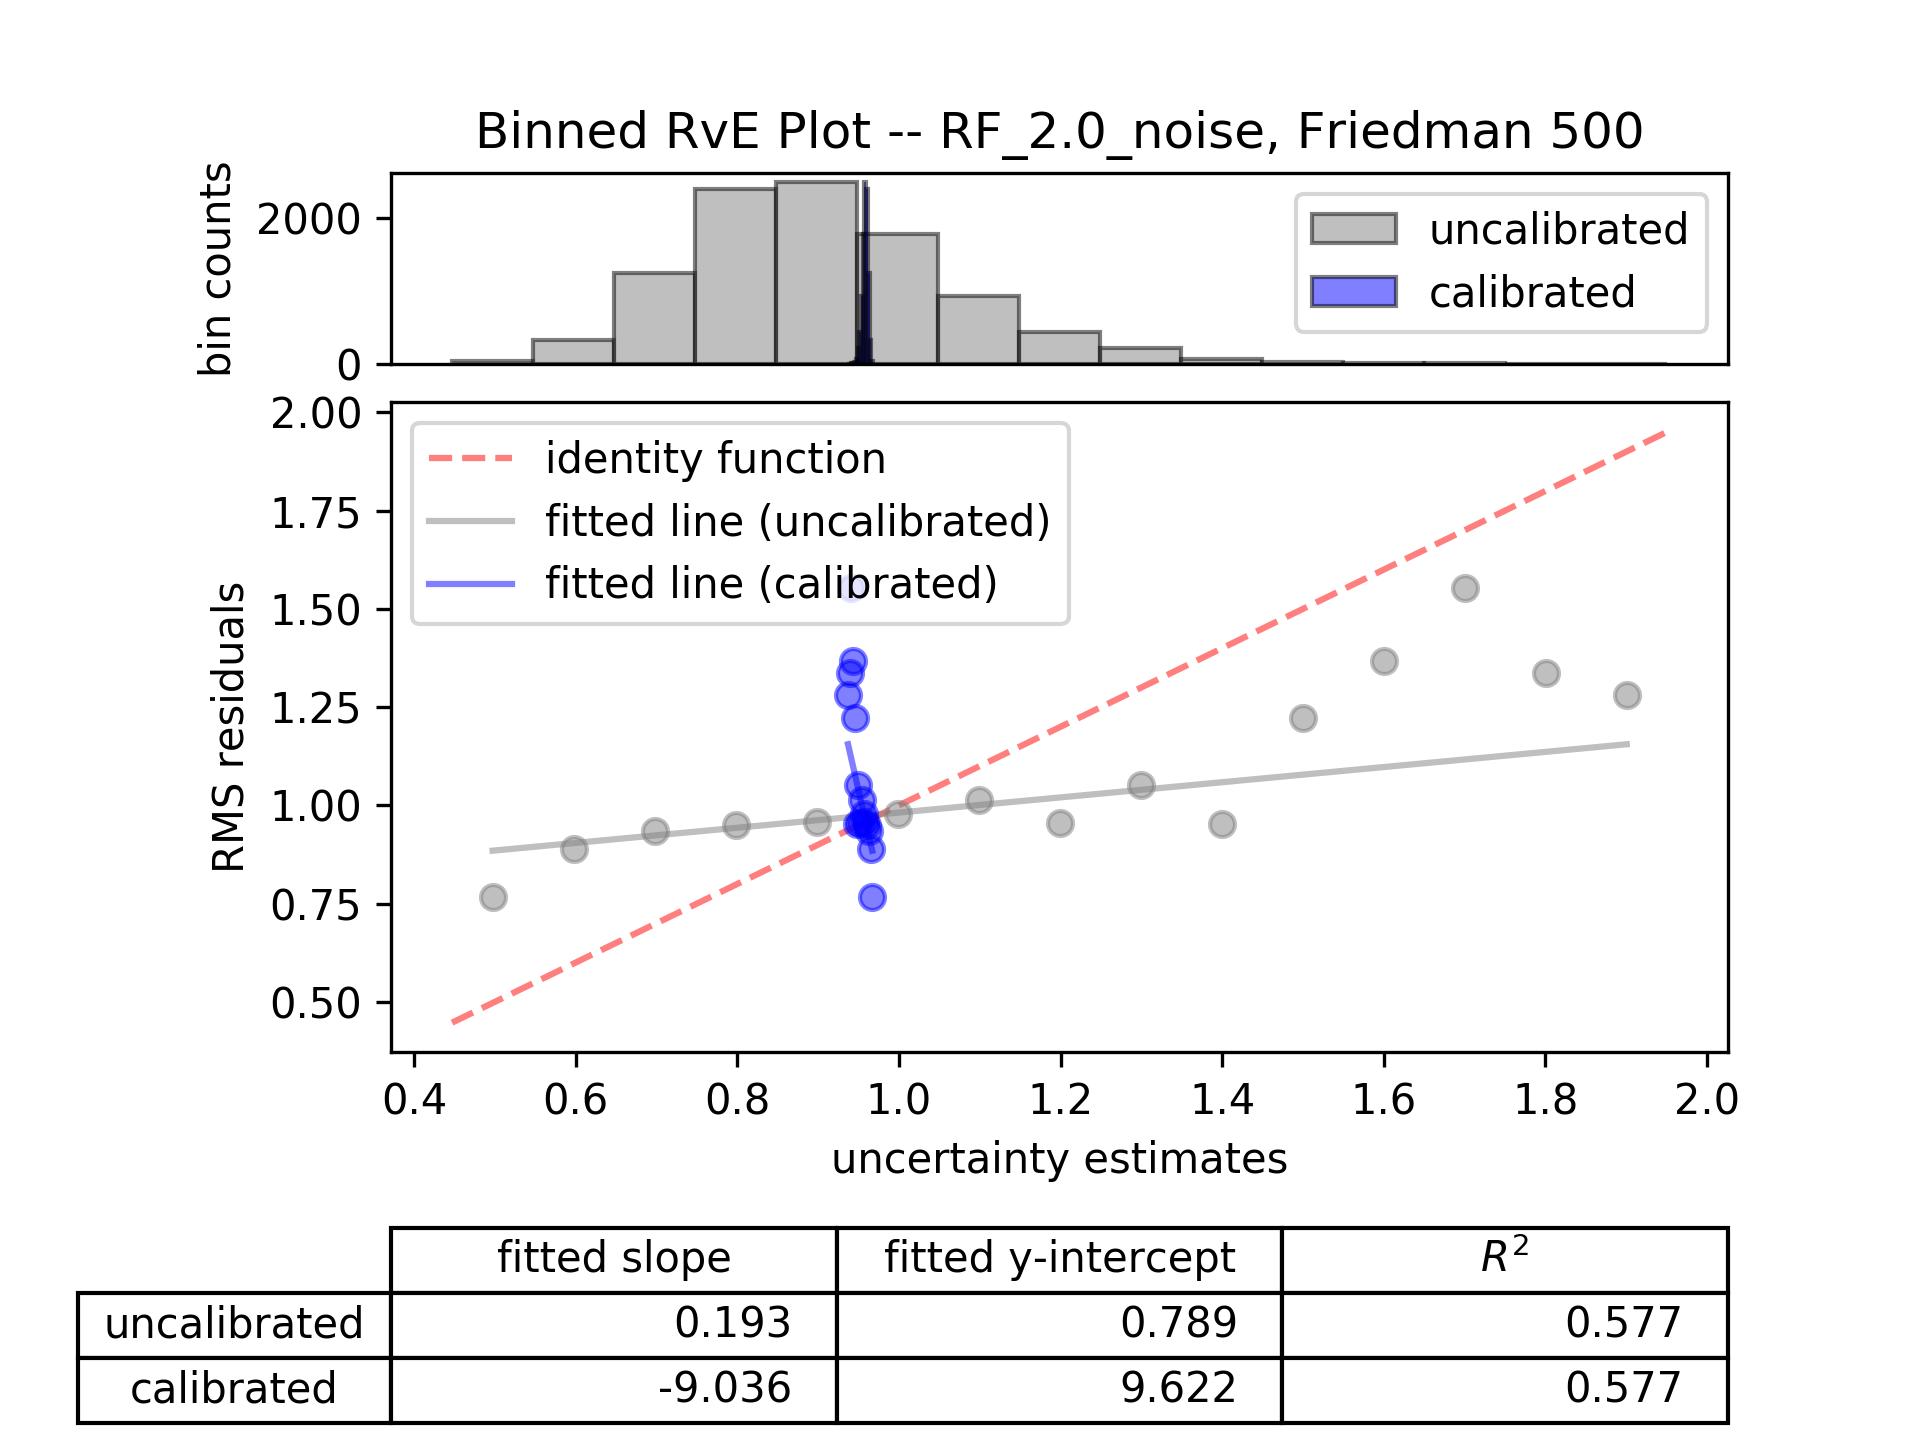 Binned RvE Plot -- RF_2.0_noise, Friedman 500
bin counts
2000
0
uncalibrated
calibrated
RMS residuals
2.00
1.75
1.50
1.25
1.00
0.75
0.50
identity function
fitted line (uncalibrated)
fitted line (calibrated)
0.4 0.6 0.8 1.0 1.2 1.4 1.6 1.8 2.0
uncertainty estimates
fitted slope fitted y-intercept R²
uncalibrated 0.193 0.789 0.577
calibrated -9.036 9.622 0.577